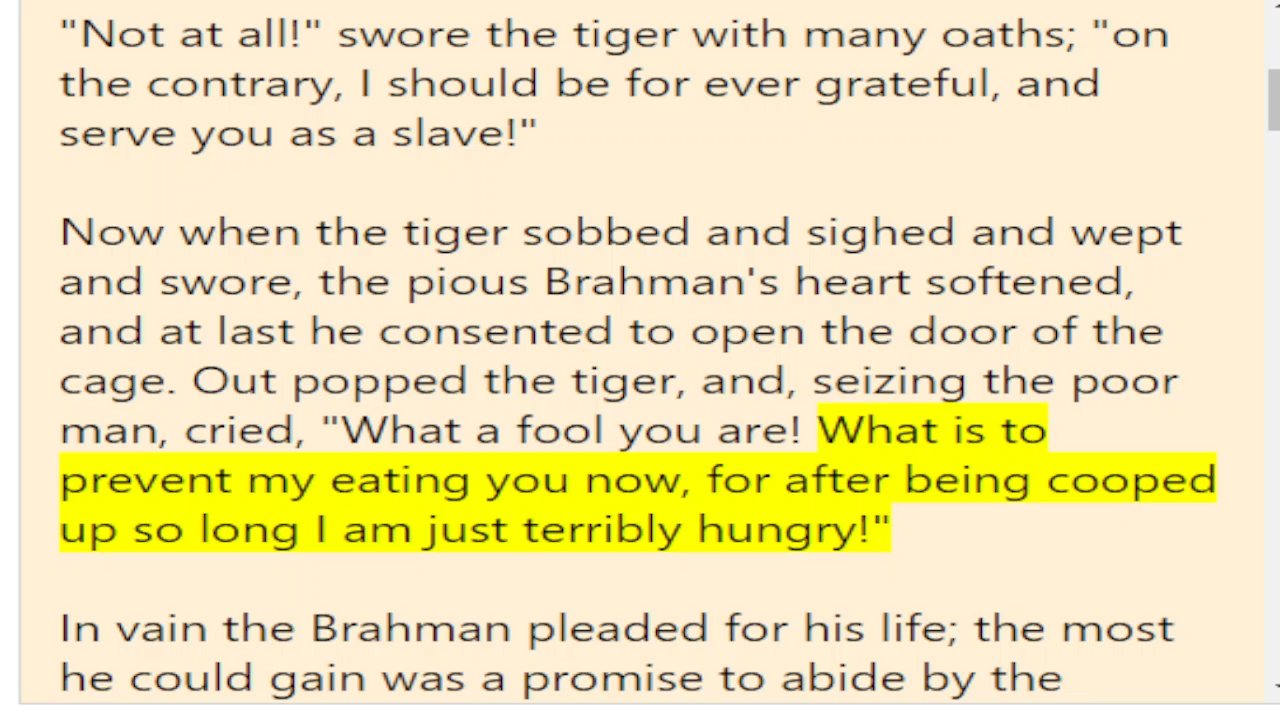 "Not at all!" swore the tiger with many oaths; "on
the contrary, I should be for ever grateful, and
serve you as a slave!"
Now when the tiger sobbed and sighed and wept
and swore, the pious Brahman's heart softened,
and at last he consented to open the door of the
cage. Out popped the tiger, and, seizing the poor
man, cried, "What a fool you are! What is to
prevent my eating you now, for after being cooped
up so long I am just terribly hungry!"
In vain the Brahman pleaded for his life; the most
he could gain was a promise to abide by the